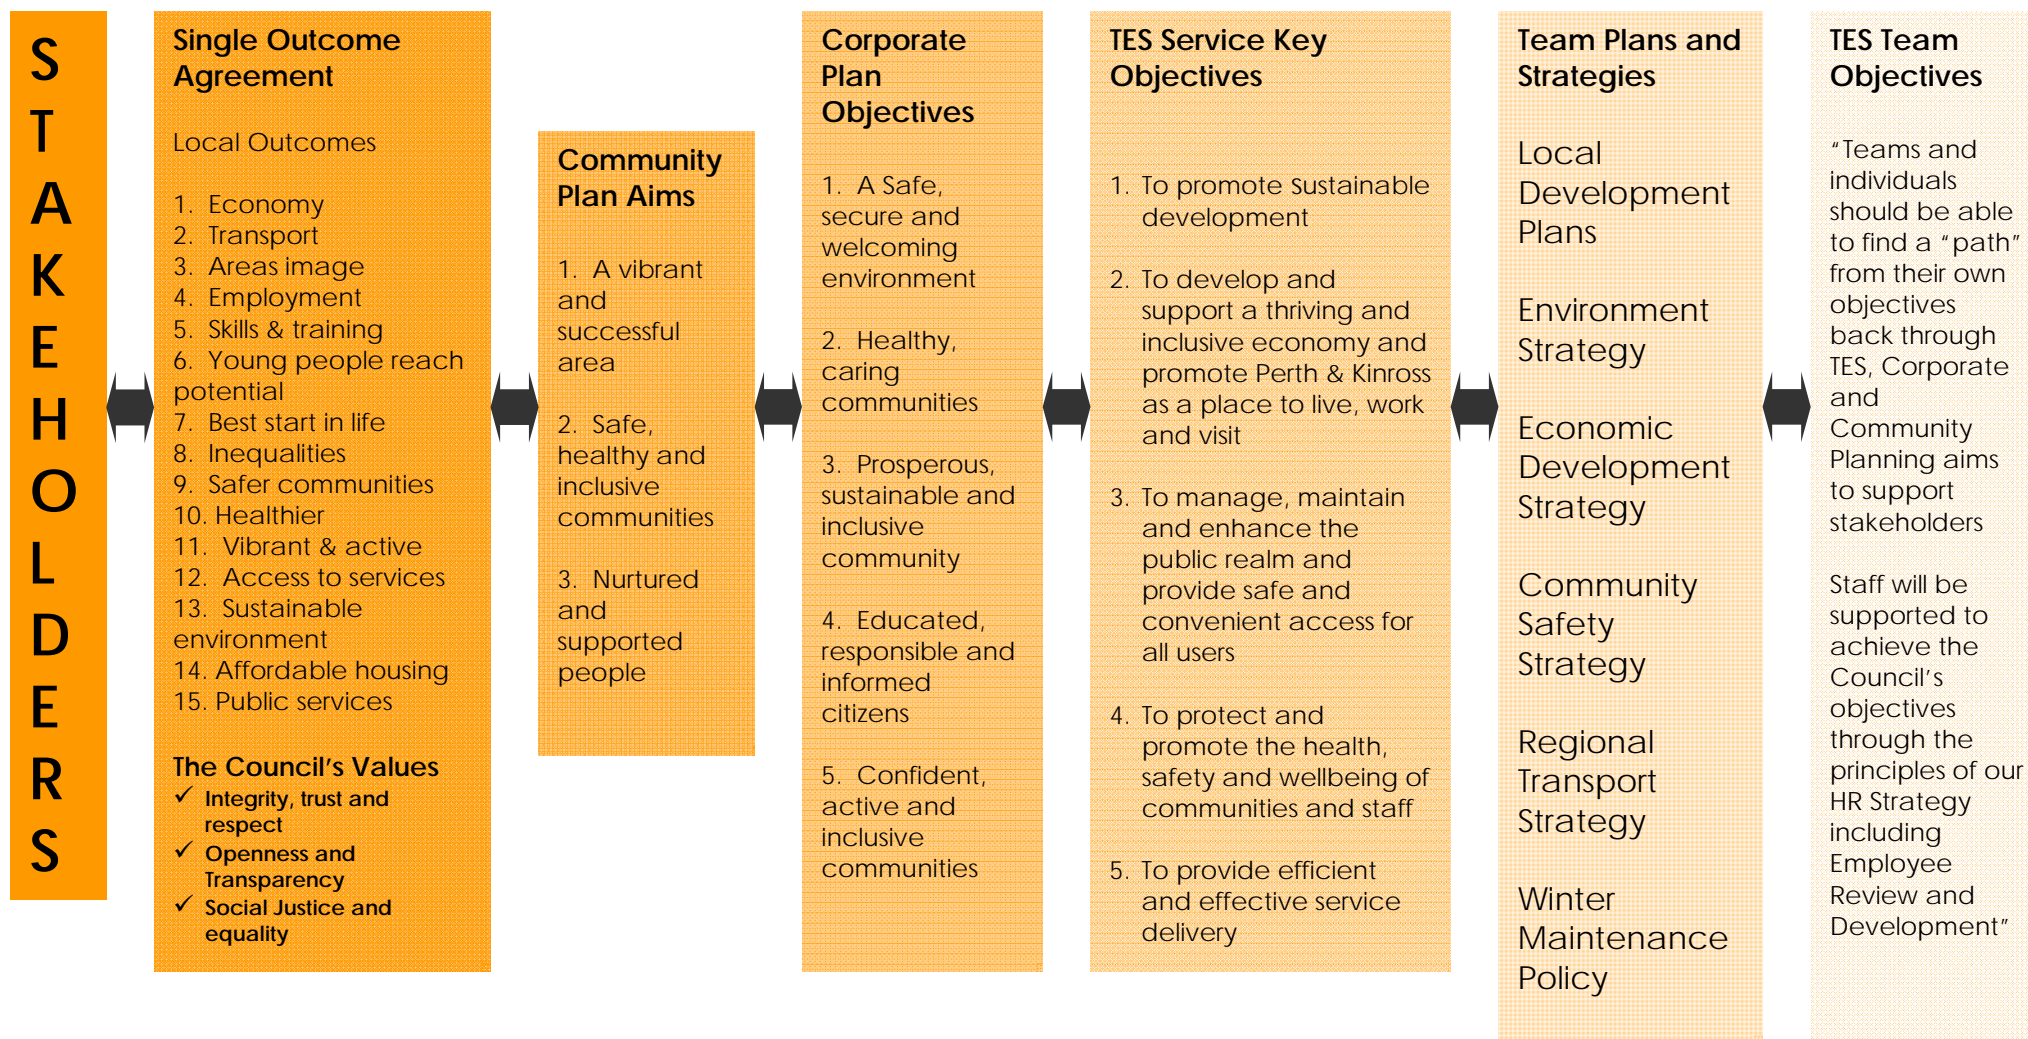 S
T
A
K
E
H
O
L
D
E
R
S
Single Outcome
Agreement
Local Outcomes
1. Economy
2. Transport
3. Areas image
4. Employment
5. Skills & training
6. Young people reach
potential
7. Best start in life
8. Inequalities
9. Safer communities
10. Healthier
11. Vibrant & active
12. Access to services
13. Sustainable
environment
14. Affordable housing
15. Public services
The Council's Values
✓ Integrity, trust and
respect
✓ Openness and
Transparency
✓ Social Justice and
equality
Community
Plan Aims
1. A vibrant
and
successful
area
2. Safe,
healthy and
inclusive
communities
3. Nurtured
and
supported
people
Corporate
Plan
Objectives
1. A Safe,
secure and
welcoming
environment
2. Healthy,
caring
communities
3. Prosperous,
sustainable and
inclusive
community
4. Educated,
responsible and
informed
citizens
5. Confident,
active and
inclusive
communities
TES Service Key
Objectives
1. To promote Sustainable
development
2. To develop and
support a thriving and
inclusive economy and
promote Perth & Kinross
as a place to live, work
and visit
3. To manage, maintain
and enhance the
public realm and
provide safe and
convenient access for
all users
4. To protect and
promote the health,
safety and wellbeing of
communities and staff
5. To provide efficient
and effective service
delivery
Team Plans and
Strategies
Local
Development
Plans
Environment
Strategy
Economic
Development
Strategy
Community
Safety
Strategy
Regional
Transport
Strategy
Winter
Maintenance
Policy
TES Team
Objectives
"Teams and
individuals
should be able
to find a "path"
from their own
objectives
back through
TES, Corporate
and
Community
Planning aims
to support
stakeholders
Staff will be
supported to
achieve the
Council's
objectives
through the
principles of our
HR Strategy
including
Employee
Review and
Development"